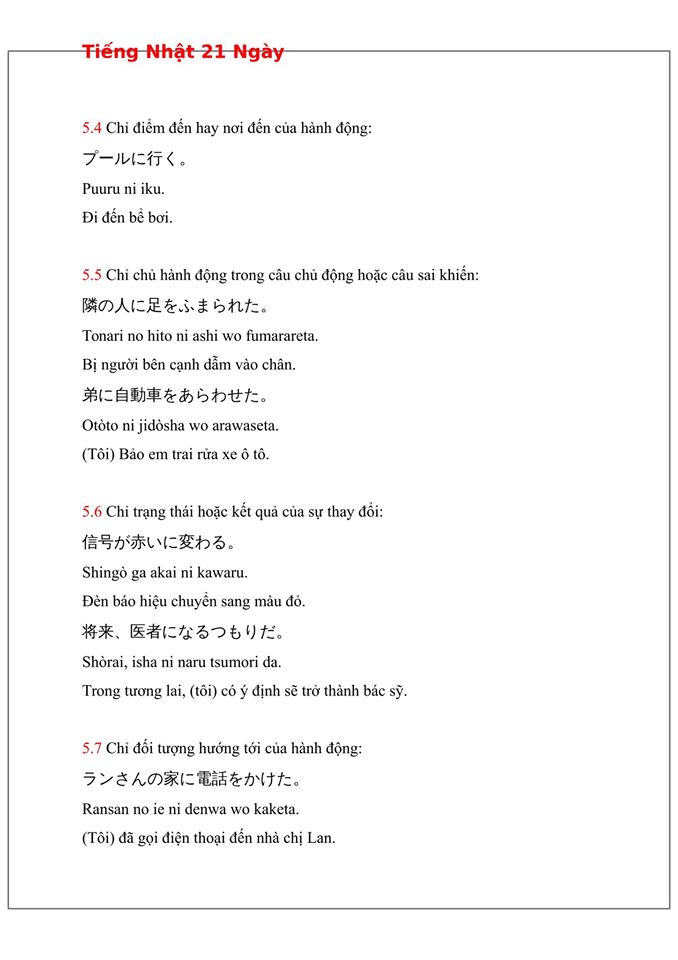 Tiếng Nhật 21 Ngày
5.4 Chỉ điểm đến hay nơi đến của hành động:
プールに行く。
Puuru ni iku.
Đi đến bể bơi.
5.5 Chỉ chủ hành động trong câu chủ động hoặc câu sai khiến:
隣の人に足をふまられた。
Tonari no hito ni ashi wo fumarareta.
Bị người bên cạnh dẫm vào chân.
弟に自動車をあらわせた。
Otòto ni jidòsha wo arawaseta.
(Tôi) Bảo em trai rửa xe ô tô.
5.6 Chỉ trạng thái hoặc kết quả của sự thay đổi:
信号が赤いに変わる。
Shingò ga akai ni kawaru.
Đèn báo hiệu chuyển sang màu đỏ.
将来、医者になるつもりだ。
Shòrai, isha ni naru tsumori da.
Trong tương lai, (tôi) có ý định sẽ trở thành bác sỹ.
5.7 Chỉ đối tượng hướng tới của hành động:
ランさんの家に電話をかけた。
Ransan no ie ni denwa wo kaketa.
(Tôi) đã gọi điện thoại đến nhà chị Lan.